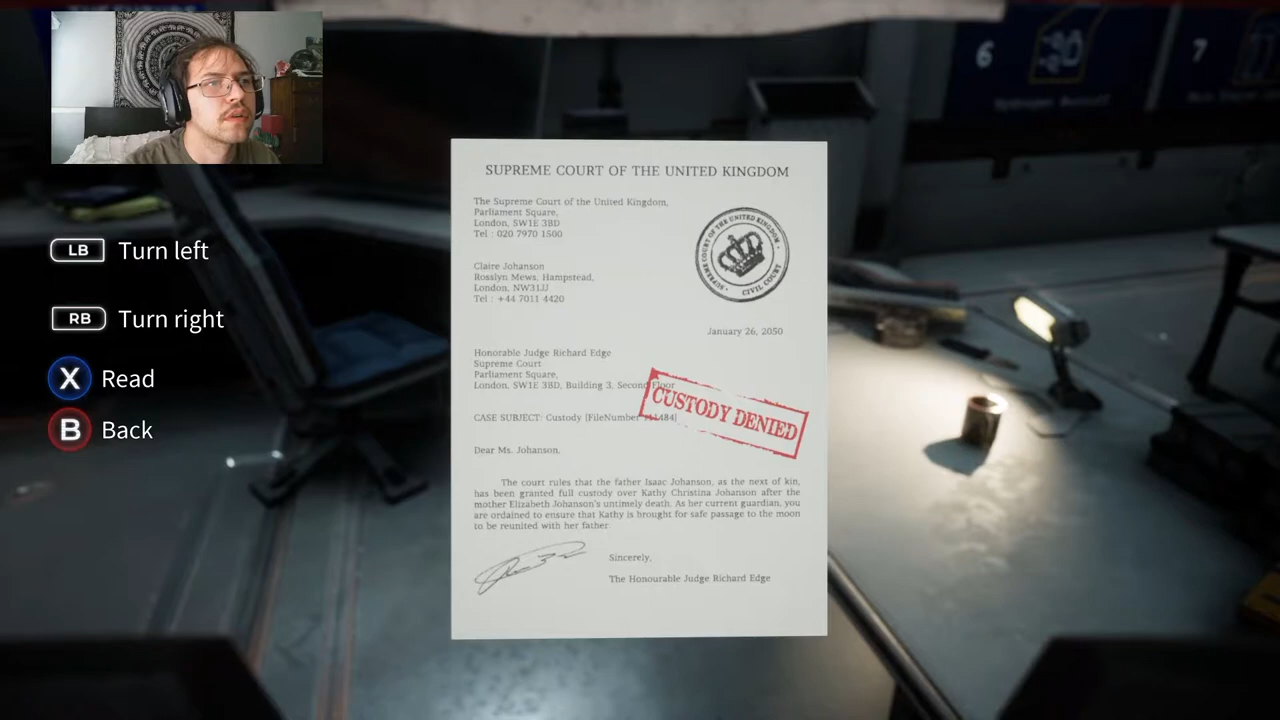 SUPREME COURT OF THE UNITED KINGDOM
The Supreme Court of the United Kingdom,
Parliament Square,
London, SW1E 3BD
Tel : 020 7970 1500
SUPREME COURT OF THE UNITED KINGDOM
CIVIL COURT
Claire Johanson
Rosslyn Mews, Hampstead,
London, NW31JJ
Tel : +44 7011 4420
January 26, 2050
Honorable Judge Richard Edge
Supreme Court
Parliament Square,
London, SW1E 3BD, Building 3, Second Floor
CUSTODY DENIED
CASE SUBJECT: Custody [FileNumber
Dear Ms. Johanson,
The court rules that the father Isaac Johanson, as the next of kin,
has been granted full custody over Kathy Christina Johanson after the
mother Elizabeth Johanson's untimely death. As her current guardian, you
are ordained to ensure that Kathy is brought for safe passage to the moon
to be reunited with her father
Sincerely,
The Honourable Judge Richard Edge
LB Turn left
RB Turn right
X Read
B Back
6
7